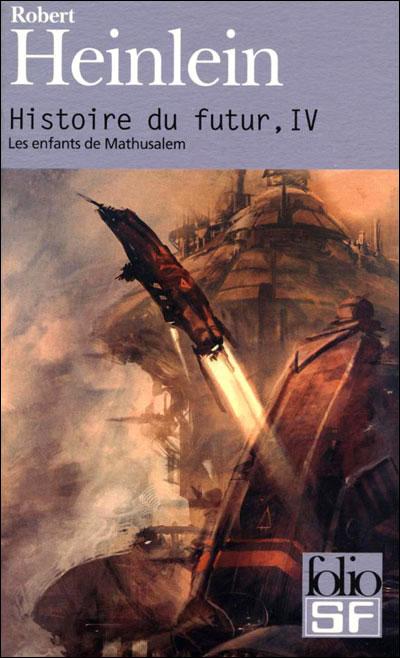 Robert
Heinlein
Histoire du futur, IV
Les enfants de Mathusalem
folio
SF